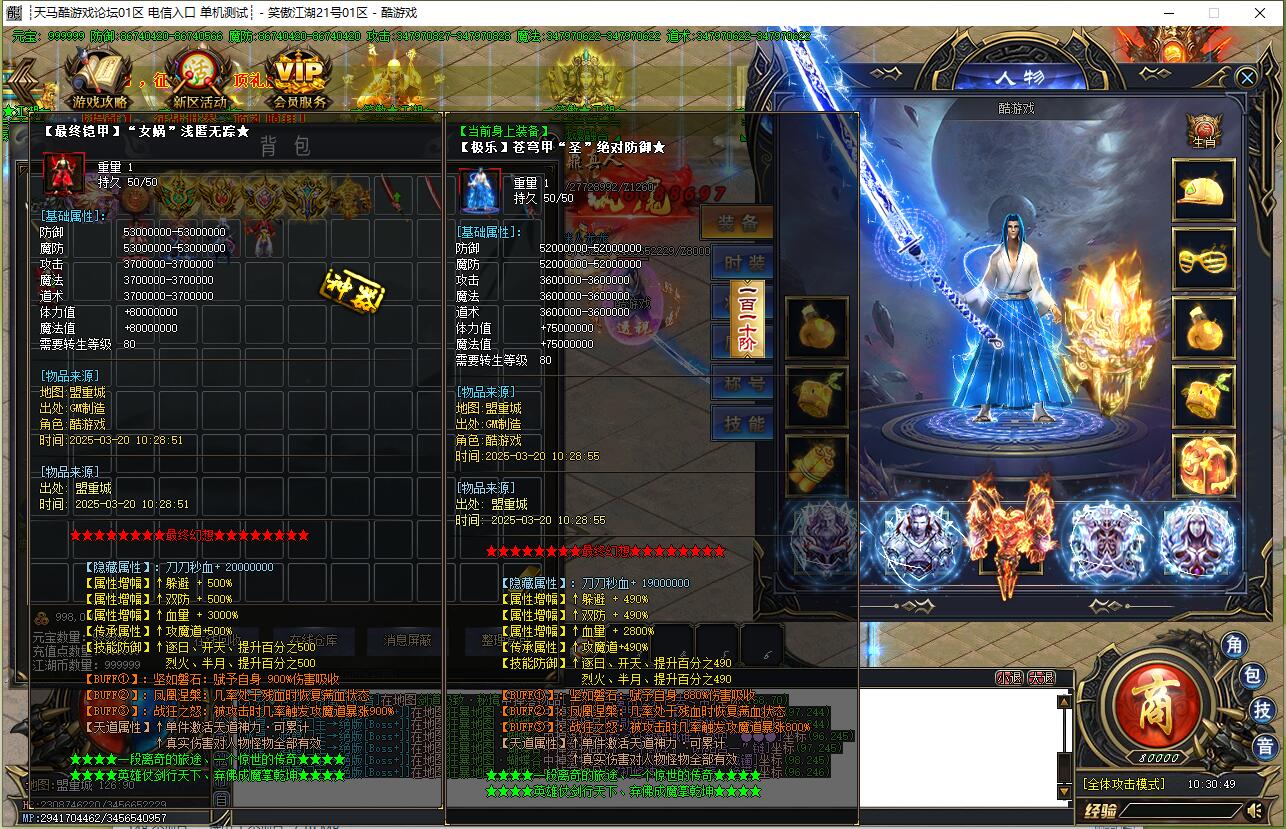 天马酷游戏论坛01区 电信入口 单机测试 - 笑傲江湖21号01区 - 酷游戏
元宝: 999999 防御:86740420-86740566 魔防:86740420-86740420 攻击:347970627-347970828 魔法:347970622-347970622 道术:347970622-347970622
游戏攻略
新区活动
VIP
会员服务
人物
酷游戏
生肖
背 包
【最终铠甲】“女娲”浅匿无踪★
重量 1
持久 50/50
[基础属性]:
防御 53000000-53000000
魔防 53000000-53000000
攻击 3700000-3700000
魔法 3700000-3700000
道术 3700000-3700000
体力值 +80000000
魔法值 +80000000
需要转生等级 80
[物品来源]
地图:盟重城
出处:GM制造
角色:酷游戏
时间:2025-03-20 10:28:51
[物品来源]
出处: 盟重城
时间: 2025-03-20 10:28:51
★★★★★★★★最终幻想★★★★★★★★
【隐藏属性】: 刀刀秒血+ 20000000
【属性增幅】↑躲避 + 500%
【属性增幅】↑双防 + 500%
【属性增幅】↑血量 + 3000%
【传承属性】↑攻魔道+500%
【技能防御】↑逐日、开天、提升百分之500
烈火、半月、提升百分之500
【BUFF①】: 坚如磐石: 赋予自身 900%伤害吸收
【BUFF②】: 凤凰涅槃: 几率处于残血时恢复满血状态
【BUFF③】: 战狂之怒: 被攻击时几率触发攻魔道暴涨900%
【天道属性】↑单件激活天道神力·可累计
↑真实伤害对人物怪物全部有效
★★★★一段离奇的旅途、一个惊世的传奇★★★★
★★★★英雄仗剑行天下、弃佛成魔掌乾坤★★★★
【当前身上装备】
【极乐】苍穹甲“圣”绝对防御★
重量 1
持久 50/50
[基础属性]:
防御 52000000-52000000
魔防 52000000-52000000
攻击 3600000-3600000
魔法 3600000-3600000
道术 3600000-3600000
体力值 +75000000
魔法值 +75000000
需要转生等级 80
[物品来源]
地图:盟重城
出处:GM制造
角色:酷游戏
时间:2025-03-20 10:28:55
[物品来源]
出处: 盟重城
时间: 2025-03-20 10:28:55
★★★★★★★★最终幻想★★★★★★★★
【隐藏属性】: 刀刀秒血+ 19000000
【属性增幅】↑躲避 + 490%
【属性增幅】↑双防 + 490%
【属性增幅】↑血量 + 2800%
【传承属性】↑攻魔道+490%
【技能防御】↑逐日、开天、提升百分之490
烈火、半月、提升百分之490
【BUFF①】: 坚如磐石: 赋予自身 880%伤害吸收
【BUFF②】: 凤凰涅槃: 几率处于残血时恢复满血状态
【BUFF③】: 战狂之怒: 被攻击时几率触发攻魔道暴涨800%
【天道属性】↑单件激活天道神力·可累计
↑真实伤害对人物怪物全部有效
★★★★一段离奇的旅途、一个惊世的传奇★★★★
★★★★英雄仗剑行天下、弃佛成魔掌乾坤★★★★
神器
装备
时装
一百一十阶
称号
技能
消息屏蔽
元宝数量:
江湖币数量: 999999
小退
大退
角
包
技
音
商
80000
[全体攻击模式] 10:30:49
经验
地图:盟重城 126:90
MP:2941704462/3456540957